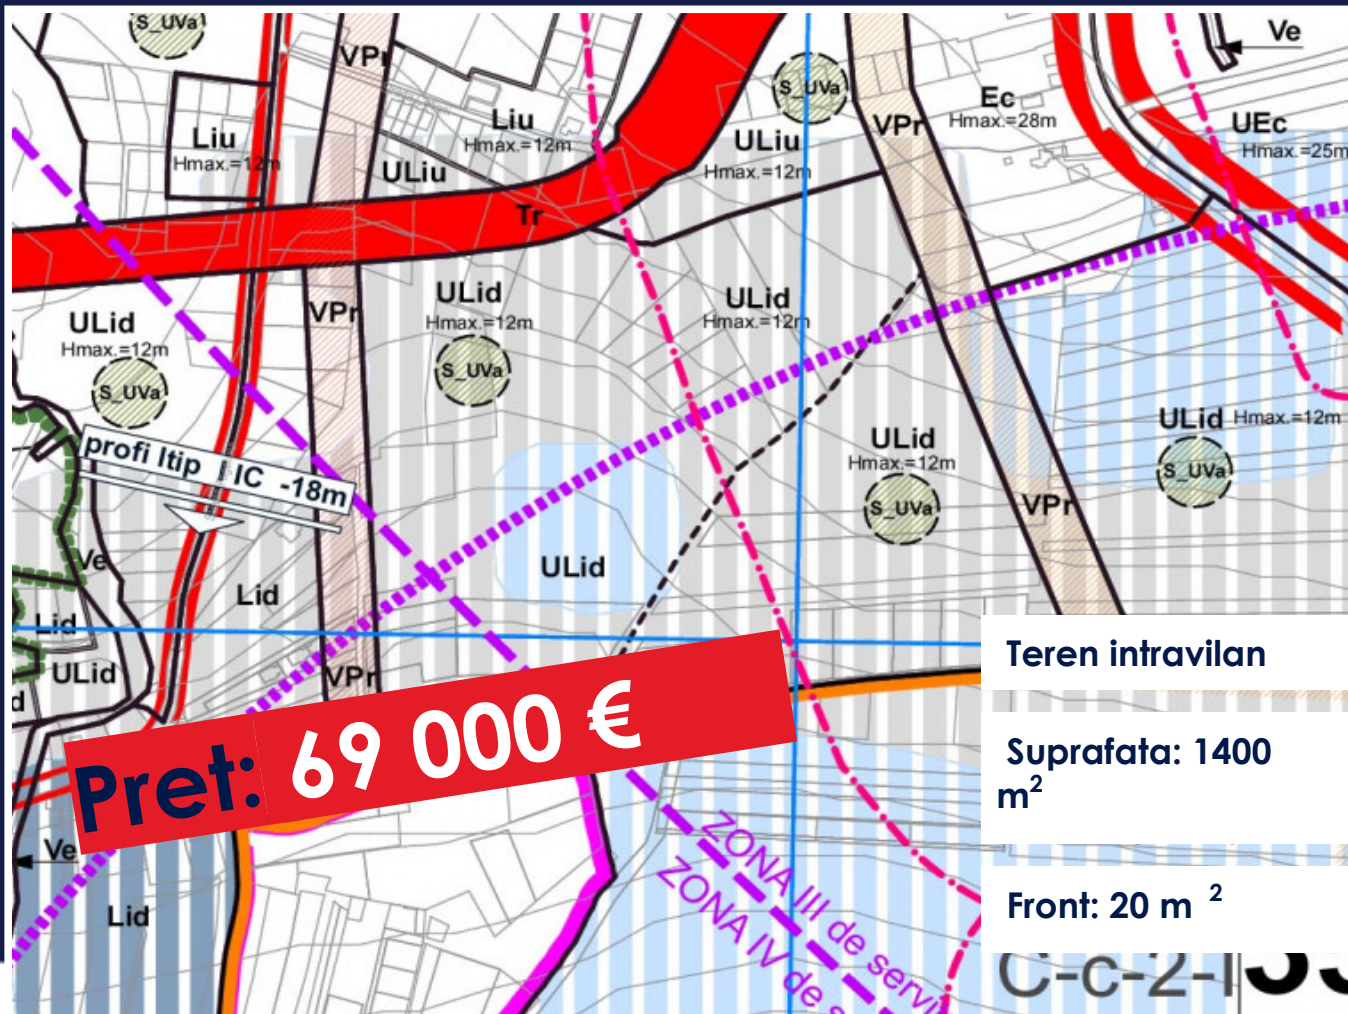 S_UVa
Ve
VPr
Liu
Hmax.=12m
ULiu
Liu
Hmax.=12m
S_UVa
ULiu
Hmax.=12m
VPr
Ec
Hmax.=28m
UEc
Hmax.=25m
Tr
ULid
Hmax.=12m
S_UVa
VPr
ULid
Hmax.=12m
S_UVa
ULid
Hmax.=12m
ULid
Hmax.=12m
S_UVa
ULid Hmax.=12m
S_UVa
VPr
profi ltip IC -18m
Ve
Lid
ULid
Lid
ULid
d
VPr
Teren intravilan
Suprafata: 1400
m²
Front: 20 m ²
Pret: 69 000 €
Ve
Lid
ZONA III de servi
ZONA IV de s
C-c-2-I